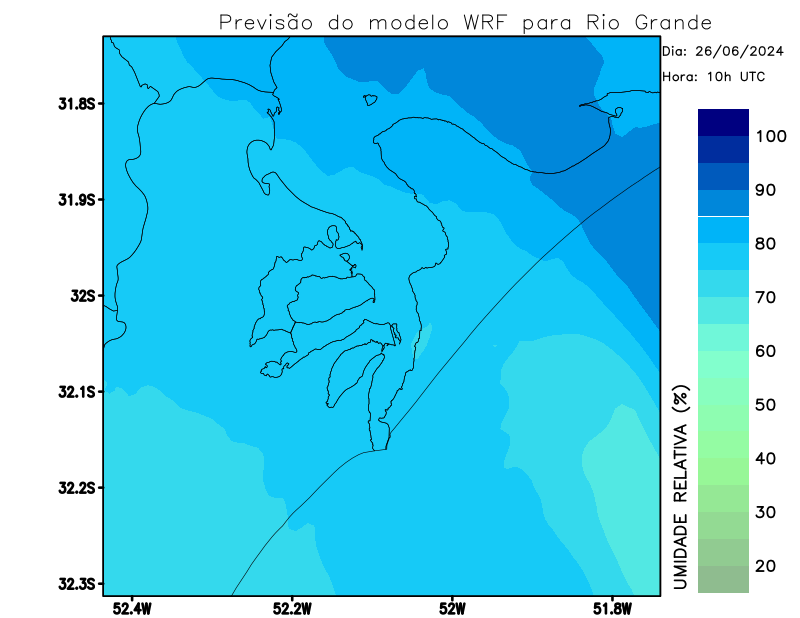 Previsão do modelo WRF para Rio Grande
Dia: 26/06/2024
Hora: 10h UTC
31.8S
31.9S
32S
32.1S
32.2S
32.3S
52.4W
52.2W
52W
51.8W
100
90
80
70
60
50
40
30
20
UMIDADE RELATIVA (%)